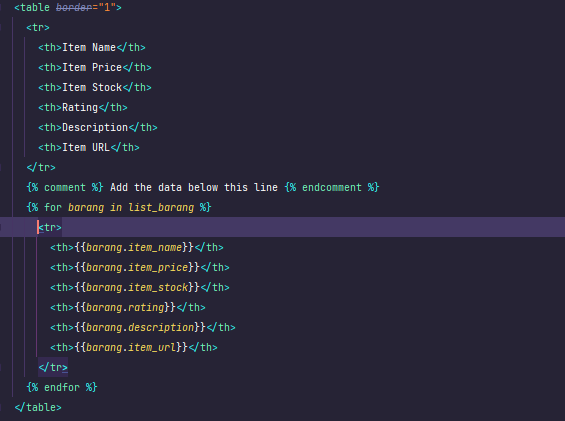 <table border="1">
<tr>
<th>Item Name</th>
<th>Item Price</th>
<th>Item Stock</th>
<th>Rating</th>
<th>Description</th>
<th>Item URL</th>
</tr>
{% comment %} Add the data below this line {% endcomment %}
{% for barang in list_barang %}
<tr>
<th>{{barang.item_name}}</th>
<th>{{barang.item_price}}</th>
<th>{{barang.item_stock}}</th>
<th>{{barang.rating}}</th>
<th>{{barang.description}}</th>
<th>{{barang.item_url}}</th>
</tr>
{% endfor %}
</table>